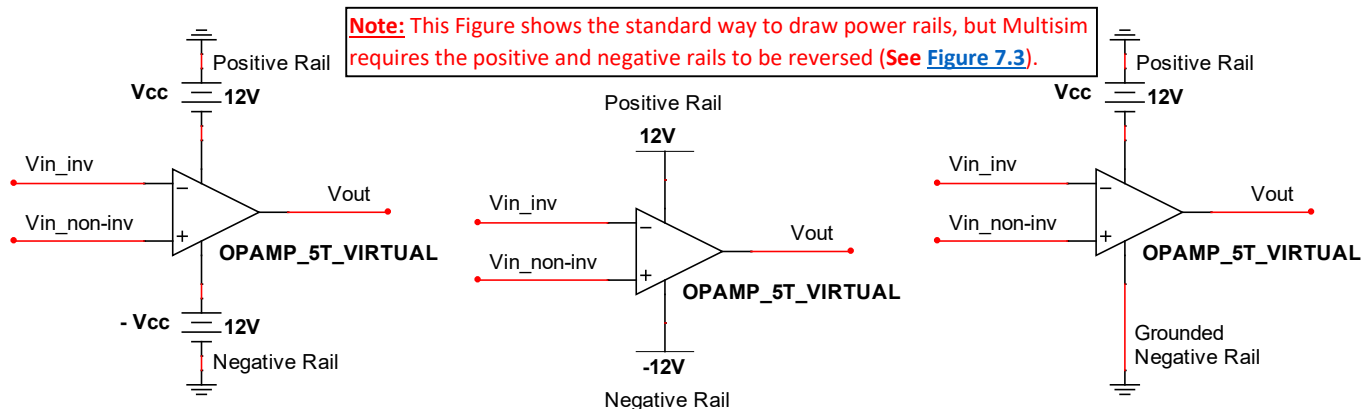 Note: This Figure shows the standard way to draw power rails, but Multisim
requires the positive and negative rails to be reversed (See Figure 7.3).
Positive Rail
Vcc
12V
Vin_inv
Vin_non-inv
Vout
OPAMP_5T_VIRTUAL
- Vcc
12V
Negative Rail
Positive Rail
12V
Vin_inv
Vin_non-inv
Vout
OPAMP_5T_VIRTUAL
-12V
Negative Rail
Positive Rail
Vcc
12V
Vin_inv
Vin_non-inv
Vout
OPAMP_5T_VIRTUAL
Grounded
Negative Rail